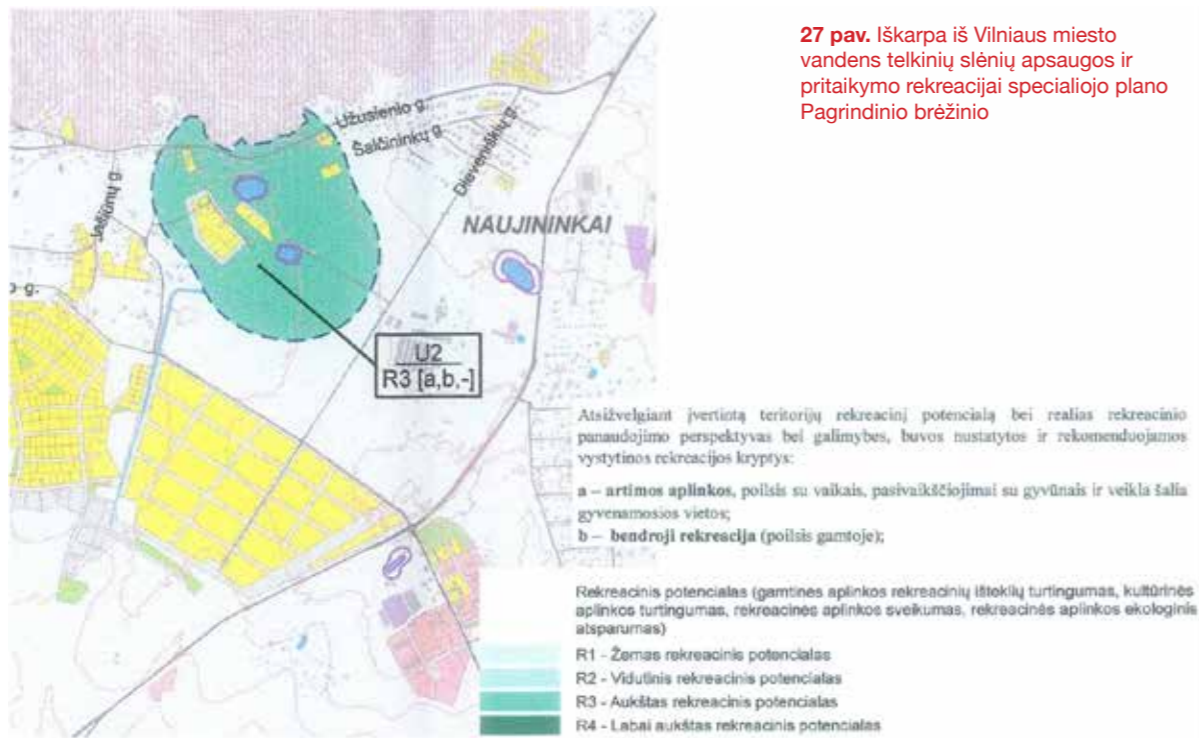 27 pav. Iškarpa iš Vilniaus miesto
vandens telkinių slėnių apsaugos ir
pritaikymo rekreacijai specialiojo plano
Pagrindinio brėžinio
Užusienio g.
Šalčininkų g.
Dieveniškių g.
Jašiūnų g.
NAUJININKAI
o g.
U2
R3 [a,b,-]
Atsižvelgiant įvertintą teritorijų rekreacinį potencialą bei realias rekreacinio
panaudojimo perspektyvas bei galimybes, buvos nustatytos ir rekomenduojamos
vystytinos rekreacijos kryptys:
a – artimos aplinkos, poilsis su vaikais, pasivaikščiojimai su gyvūnais ir veikla šalia
gyvenamosios vietos;
b – bendroji rekreacija (poilsis gamtoje);
Rekreacinis potencialas (gamtinės aplinkos rekreacinių išteklių turtingumas, kultūrinės
aplinkos turtingumas, rekreacinės aplinkos sveikumas, rekreacinės aplinkos ekologinis
atsparumas)
R1 - Žemas rekreacinis potencialas
R2 - Vidutinis rekreacinis potencialas
R3 - Aukštas rekreacinis potencialas
R4 - Labai aukštas rekreacinis potencialas